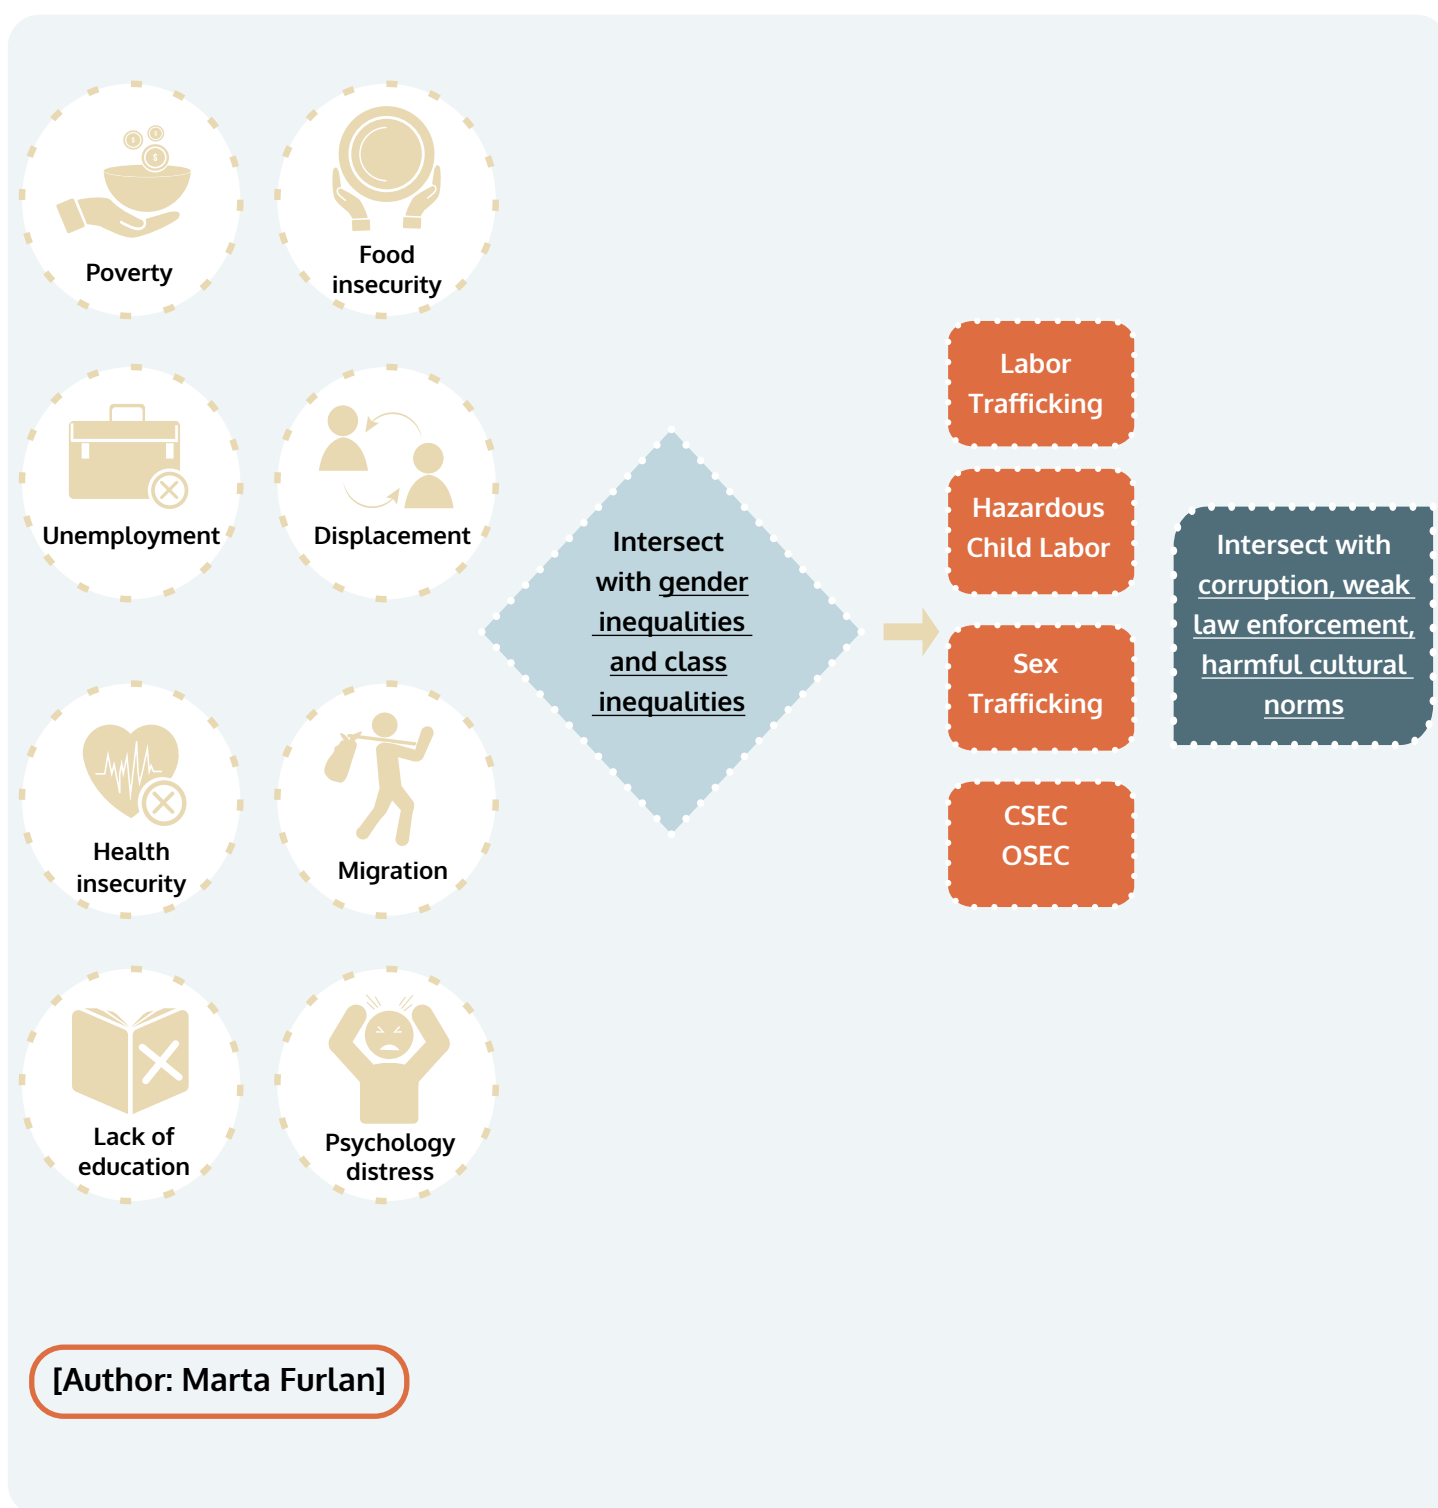 Poverty
Food
insecurity
Unemployment
Displacement
Health
insecurity
Migration
Lack of
education
Psychology
distress
Intersect
with gender
inequalities
and class
inequalities
Labor
Trafficking
Hazardous
Child Labor
Sex
Trafficking
CSEC
OSEC
Intersect with
corruption, weak
law enforcement,
harmful cultural
norms
[Author: Marta Furlan]